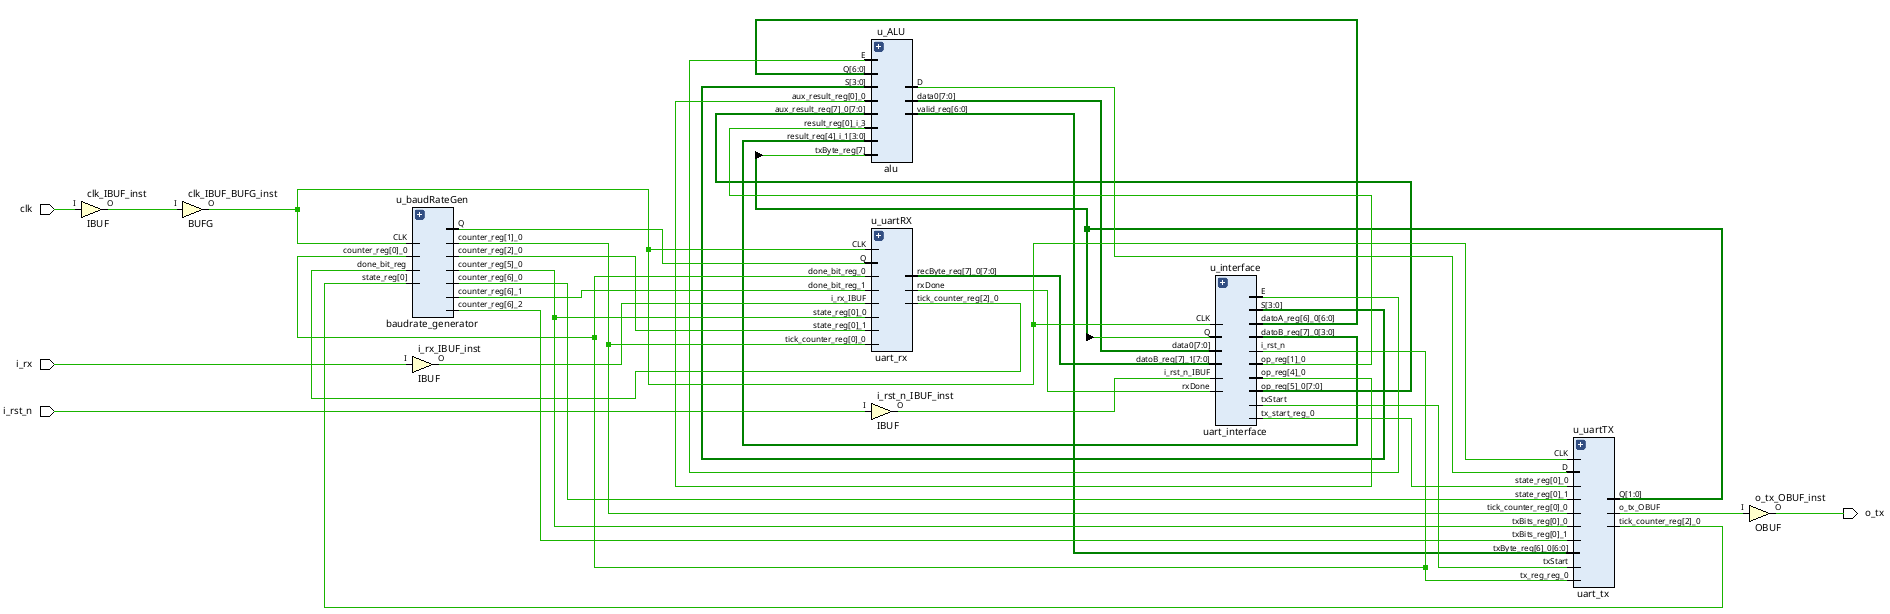 u_ALU
E
Q[6:0]
S[3:0]
aux_result_reg[0]_0
aux_result_reg[7]_0[7:0]
result_reg[0]_i_3
result_reg[4]_i_1[3:0]
txByte_reg[7]
D
data0[7:0]
valid_reg[6:0]
alu
clk
clk_IBUF_inst
I
O
IBUF
clk_IBUF_BUFG_inst
I
O
BUFG
u_baudRateGen
CLK
counter_reg[0]_0
done_bit_reg
state_reg[0]
Q
counter_reg[1]_0
counter_reg[2]_0
counter_reg[5]_0
counter_reg[6]_0
counter_reg[6]_1
counter_reg[6]_2
baudrate_generator
u_uartRX
CLK
Q
done_bit_reg_0
done_bit_reg_1
i_rx_IBUF
state_reg[0]_0
state_reg[0]_1
tick_counter_reg[0]_0
recByte_reg[7]_0[7:0]
rxDone
tick_counter_reg[2]_0
uart_rx
i_rx
i_rx_IBUF_inst
I
O
IBUF
i_rst_n
i_rst_n_IBUF_inst
I
O
IBUF
u_interface
CLK
Q
data0[7:0]
datoB_reg[7]_1[7:0]
i_rst_n_IBUF
rxDone
E
S[3:0]
datoA_reg[6]_0[6:0]
datoB_reg[7]_0[3:0]
i_rst_n
op_reg[1]_0
op_reg[4]_0
op_reg[5]_0[7:0]
txStart
tx_start_reg_0
uart_interface
u_uartTX
CLK
D
state_reg[0]_0
state_reg[0]_1
tick_counter_reg[0]_0
txBits_reg[0]_0
txBits_reg[0]_1
txByte_reg[6]_0[6:0]
txStart
tx_reg_reg_0
Q[1:0]
o_tx_OBUF
tick_counter_reg[2]_0
uart_tx
o_tx_OBUF_inst
I
O
OBUF
o_tx